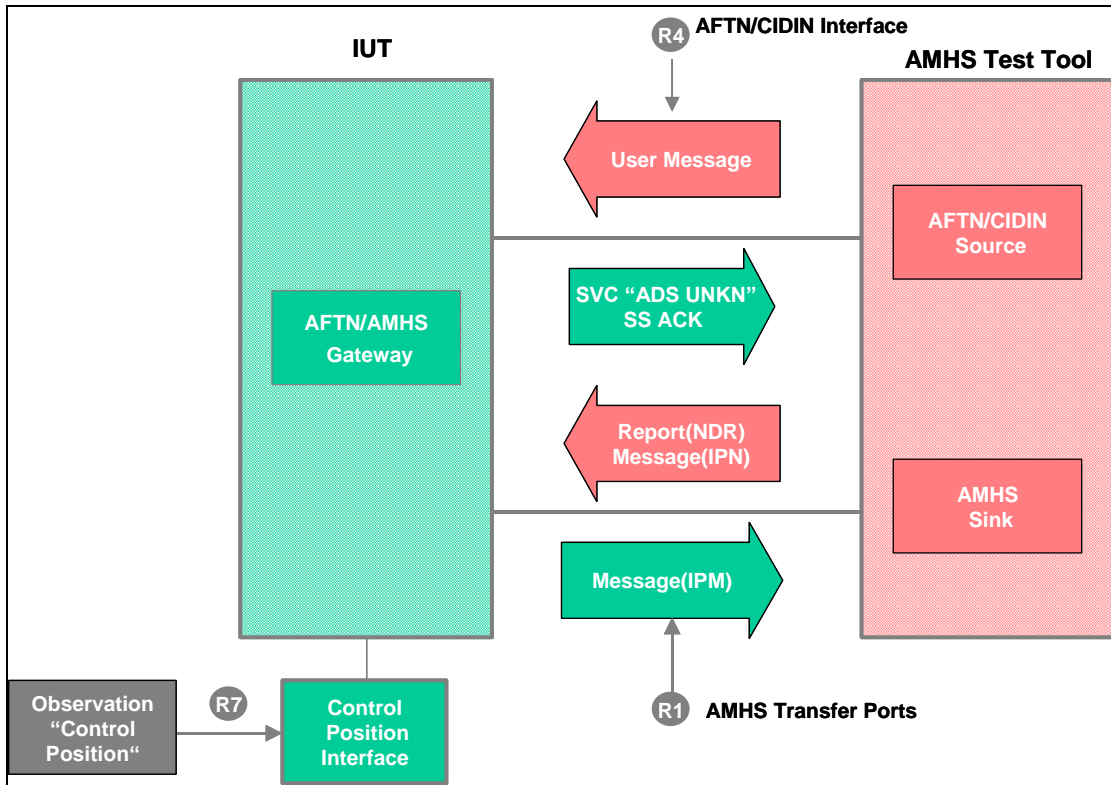 IUT
R4
AFTN/CIDIN Interface
AMHS Test Tool
User Message
AFTN/CIDIN
Source
SVC “ADS UNKN”
SS ACK
AFTN/AMHS
Gateway
Report(NDR)
Message(IPN)
AMHS
Sink
Message(IPM)
Observation
“Control
Position“
R7
Control
Position
Interface
R1
AMHS Transfer Ports